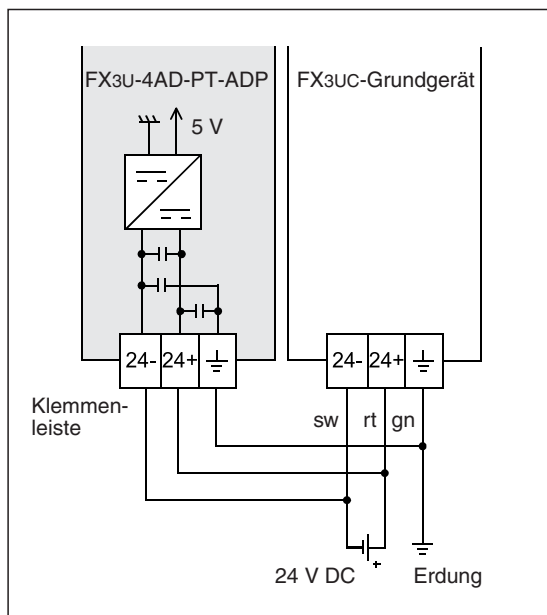 FX3U-4AD-PT-ADP
FX3UC-Grundgerät
5 V
24- 24+
24- 24+
Klemmen-
leiste
sw rt gn
+
24 V DC
Erdung